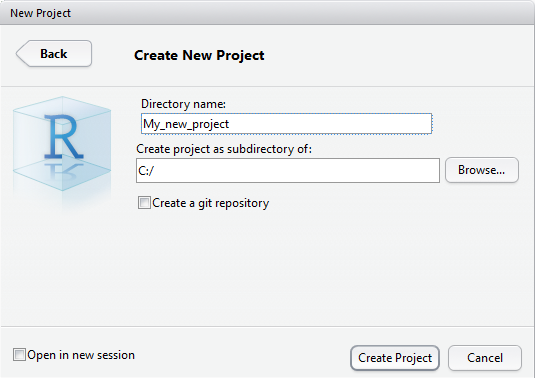 New Project
Back
Create New Project
R
Directory name:
My_new_project
Create project as subdirectory of:
C:/
Browse...
Create a git repository
Open in new session
Create Project
Cancel